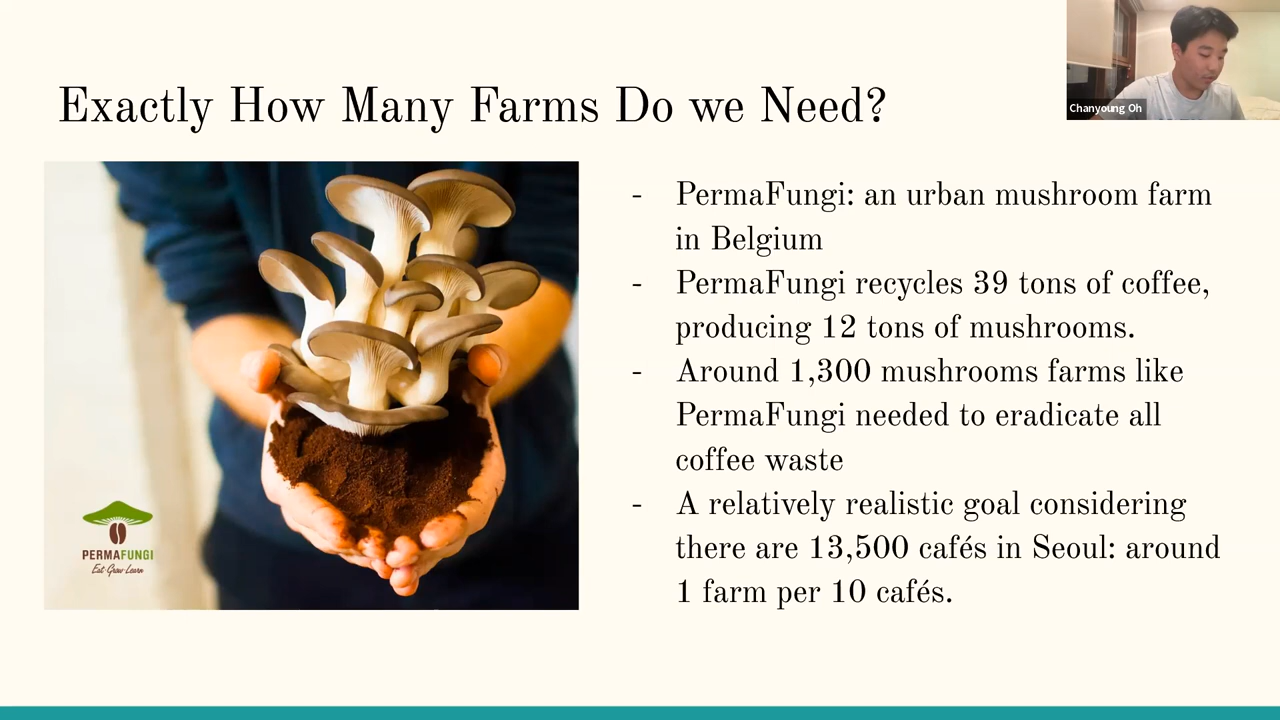 Exactly How Many Farms Do we Need?
Chanyoung Oh
- PermaFungi: an urban mushroom farm
in Belgium
- PermaFungi recycles 39 tons of coffee,
producing 12 tons of mushrooms.
- Around 1,300 mushrooms farms like
PermaFungi needed to eradicate all
coffee waste
- A relatively realistic goal considering
there are 13,500 cafés in Seoul: around
1 farm per 10 cafés.
PERMAFUNGI
Eat Grow Learn